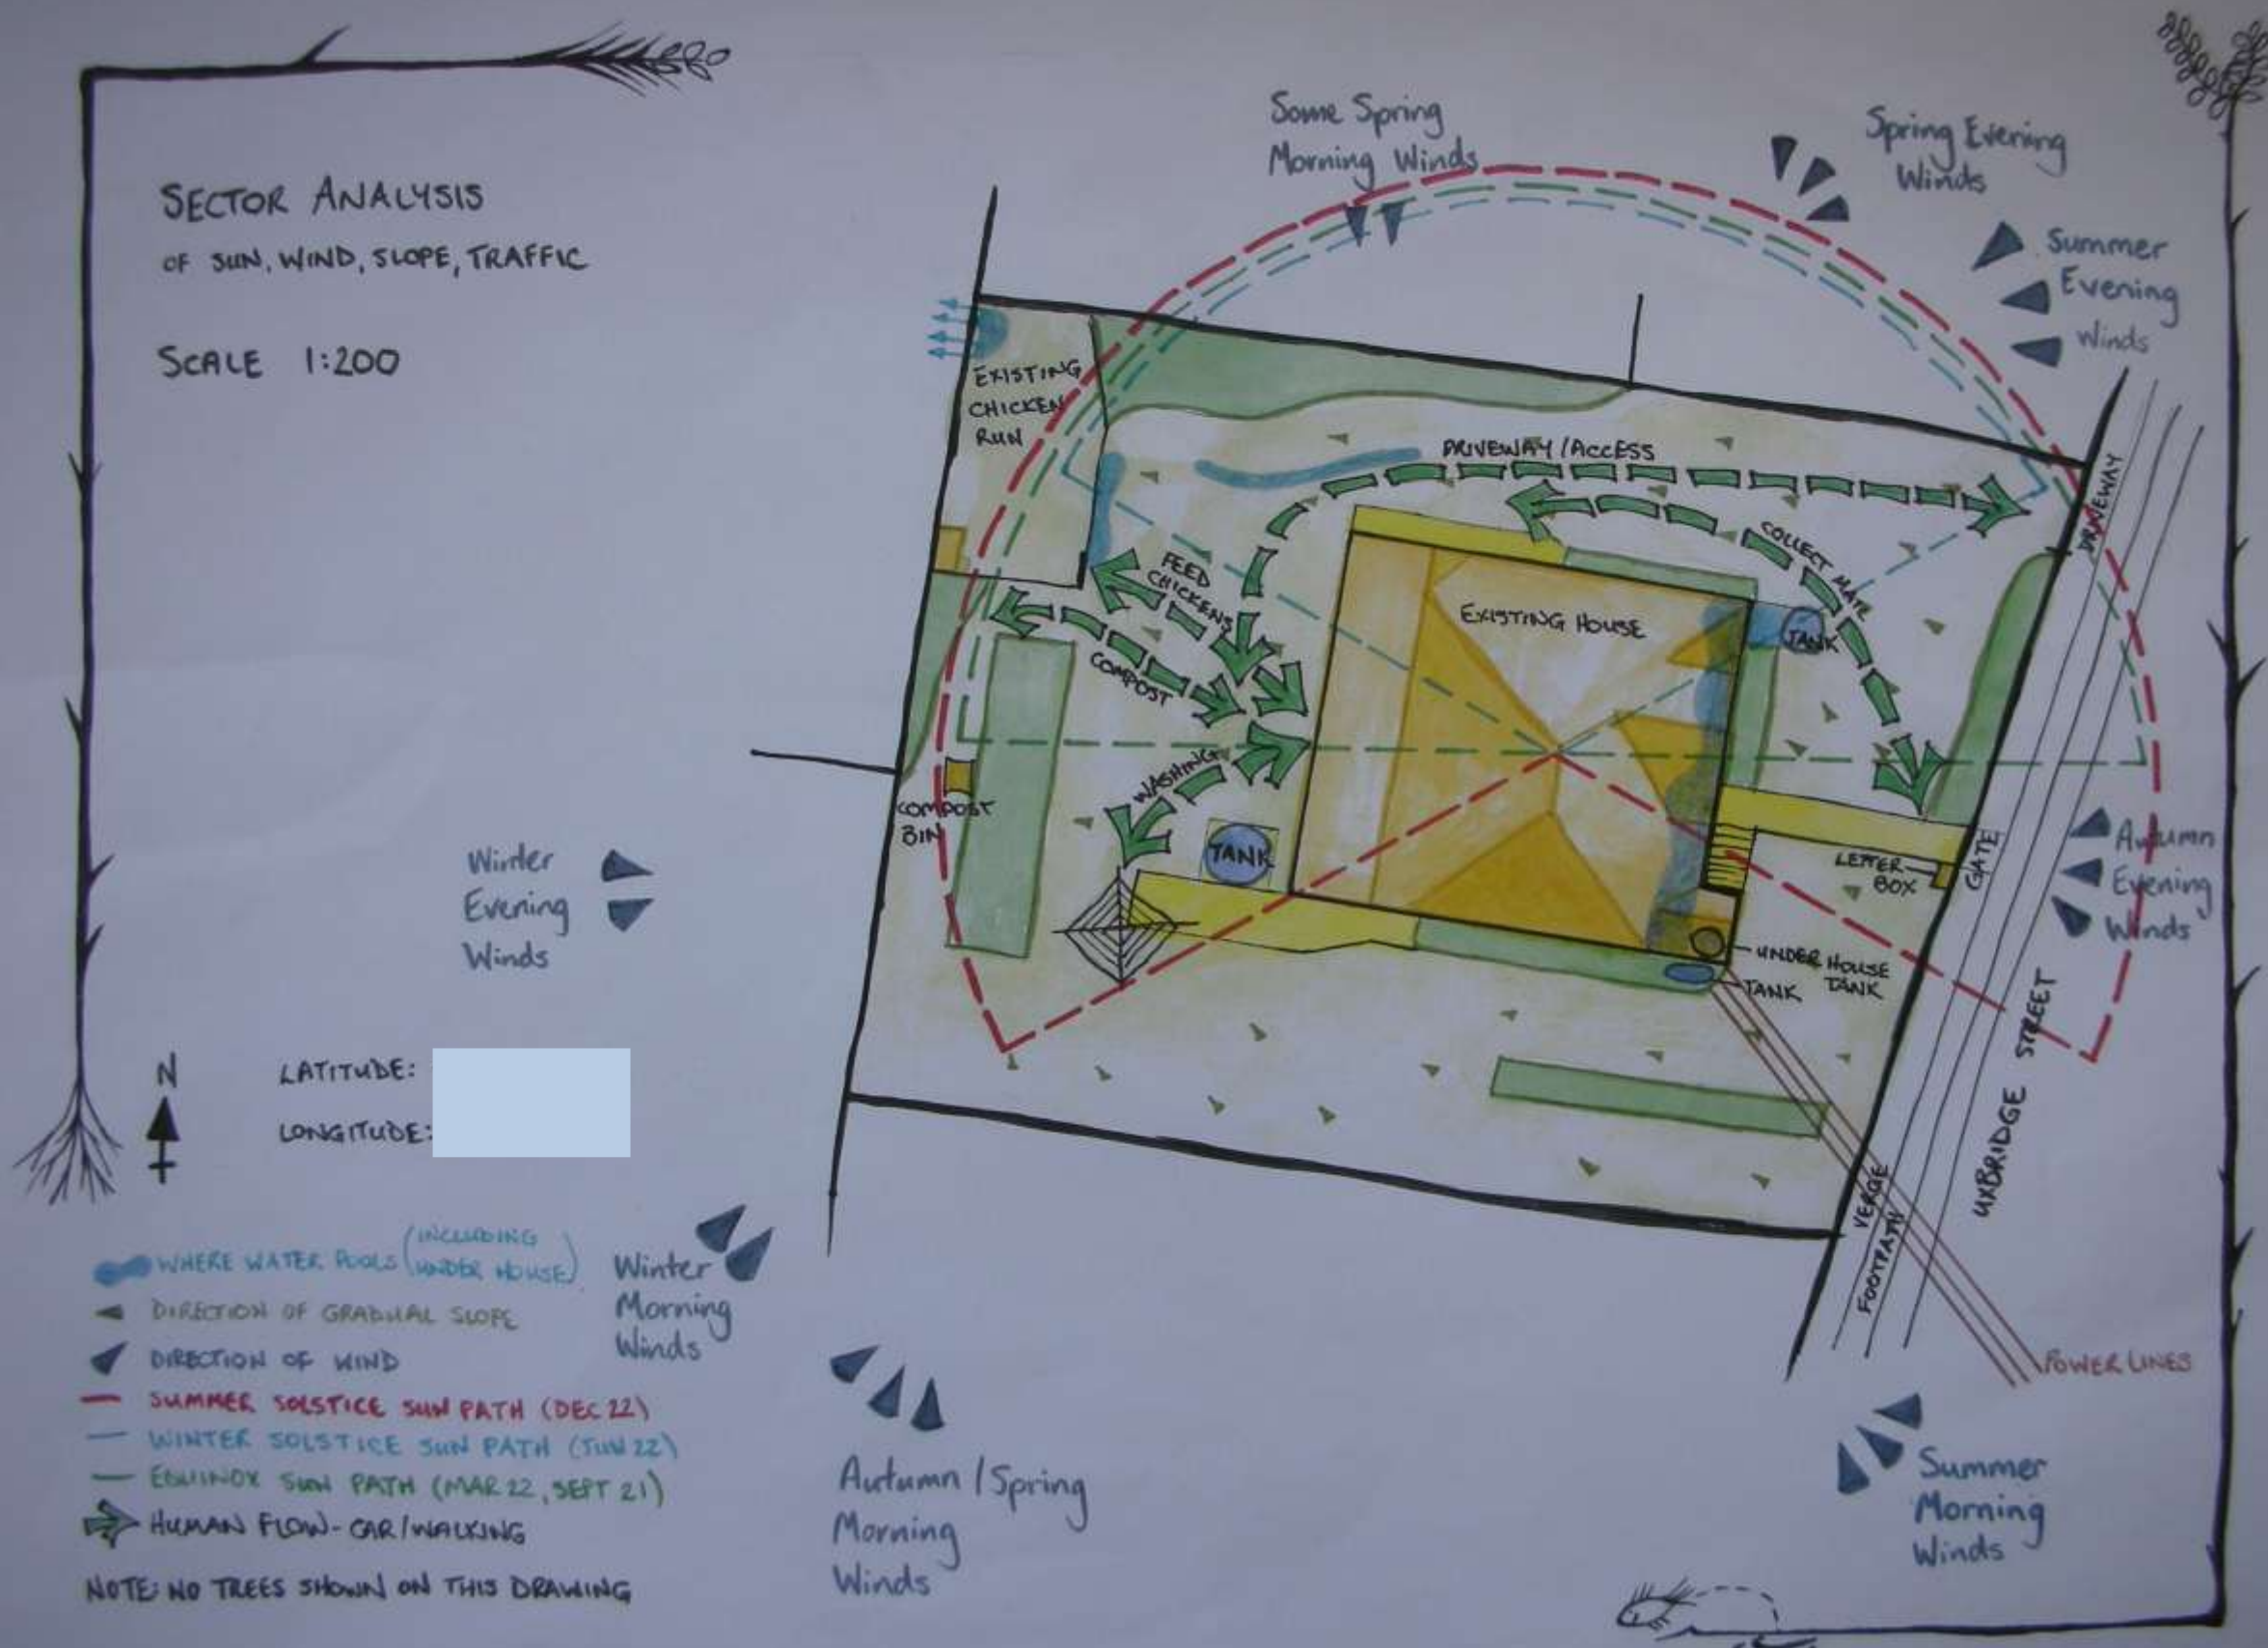 SECTOR ANALYSIS
OF SUN, WIND, SLOPE, TRAFFIC
SCALE 1:200
Some Spring
Morning Winds
Spring Evening
Winds
Summer
Evening
Winds
EXISTING
CHICKEN
RUN
DRIVEWAY/ACCESS
DRIVEWAY
COLLECT MAIL
FEED
CHICKENS
EXISTING HOUSE
TANK
COMPOST
WASHING
COMPOST
BIN
TANK
LETTER
BOX
GATE
Autumn
Evening
Winds
Winter
Evening
Winds
UNDER HOUSE
TANK
TANK
UXBRIDGE STREET
VERGE
FOOTPATH
POWER LINES
N
LATITUDE:
LONGITUDE:
WHERE WATER POOLS (INCLUDING
UNDER HOUSE)
DIRECTION OF GRADUAL SLOPE
DIRECTION OF WIND
SUMMER SOLSTICE SUN PATH (DEC 22)
WINTER SOLSTICE SUN PATH (JUN 22)
EQUINOX SUN PATH (MAR 22, SEPT 21)
HUMAN FLOW - CAR/WALKING
NOTE: NO TREES SHOWN ON THIS DRAWING
Winter
Morning
Winds
Autumn/Spring
Morning
Winds
Summer
Morning
Winds